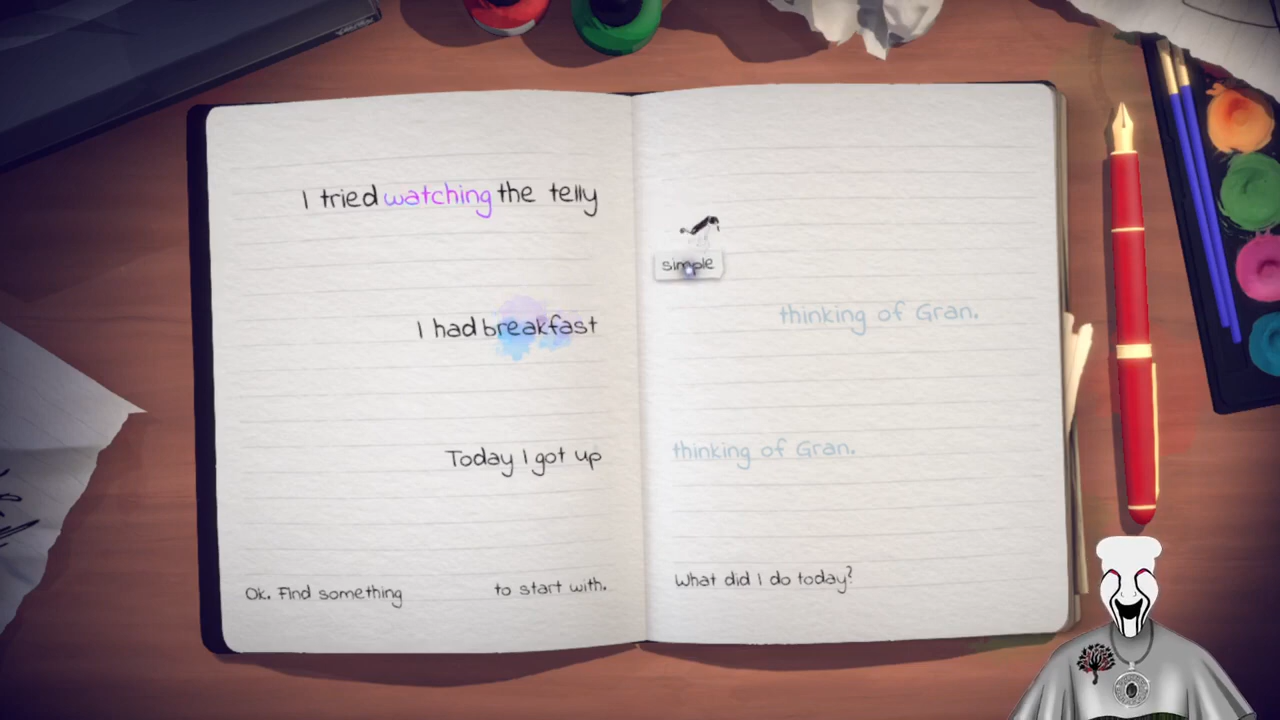 I tried watching the telly
simple
I had breakfast
thinking of Gran.
Today I got up
thinking of Gran.
Ok. Find something to start with.
What did I do today?